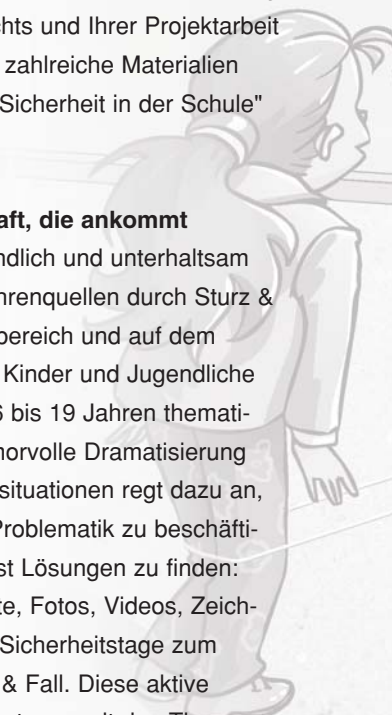 chts und Ihrer Projektarbeit
zahlreiche Materialien
Sicherheit in der Schule"
aft, die ankommt
ndlich und unterhaltsam
hrenquellen durch Sturz &
bereich und auf dem
Kinder und Jugendliche
6 bis 19 Jahren themati-
morvolle Dramatisierung
situationen regt dazu an,
Problematik zu beschäfti-
st Lösungen zu finden:
te, Fotos, Videos, Zeich-
Sicherheitstage zum
& Fall. Diese aktive